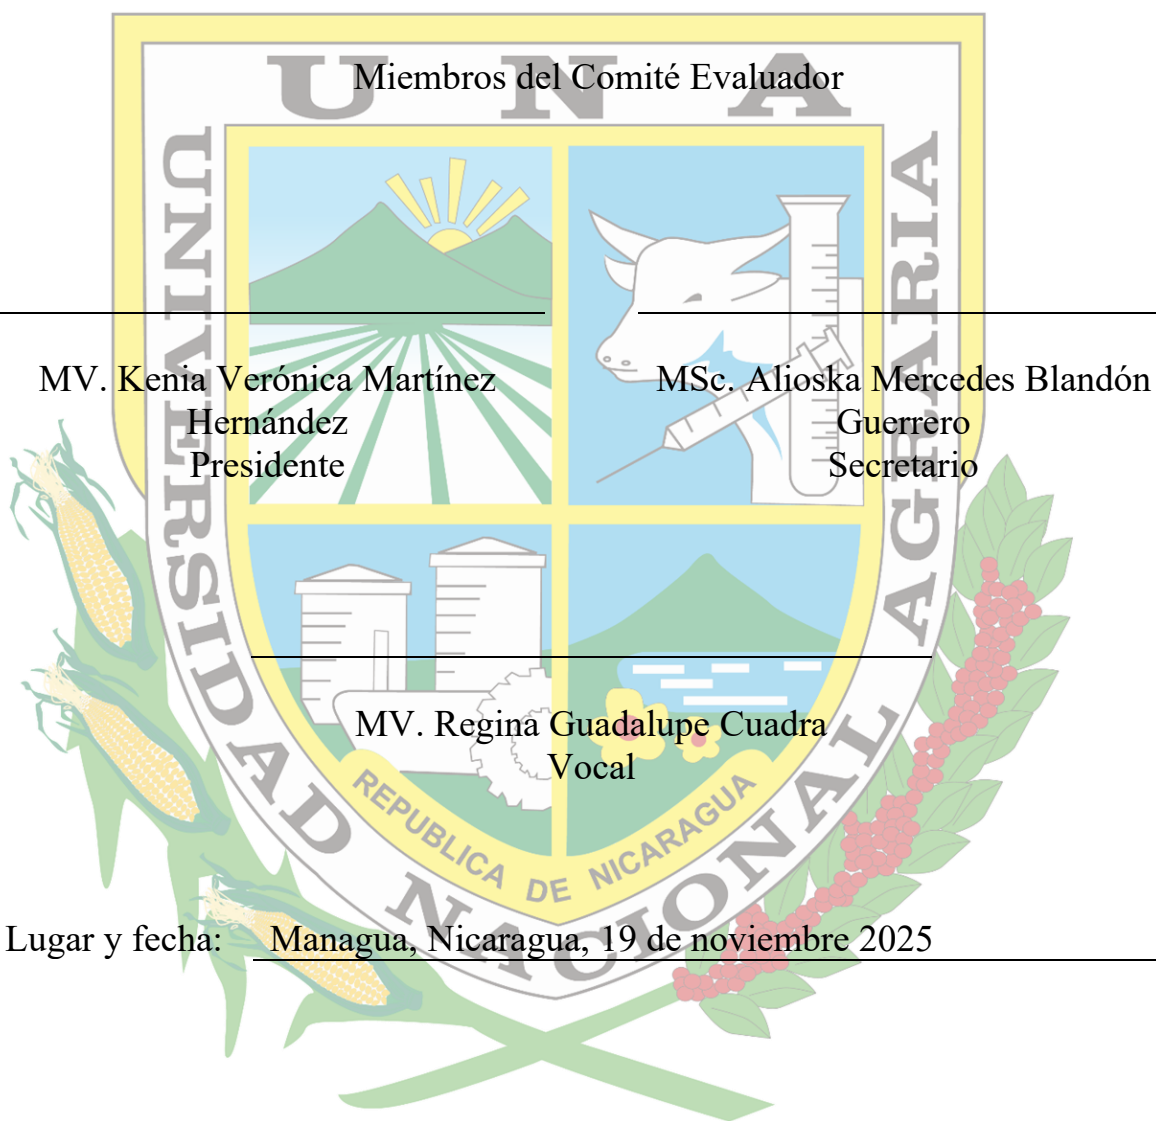 U N A
Miembros del Comité Evaluador
UNIVERSIDAD NACIONAL AGRARIA
MV. Kenia Verónica Martínez
Hernández
Presidente
MSc. Alioska Mercedes Blandón
Guerrero
Secretario
MV. Regina Guadalupe Cuadra
Vocal
REPUBLICA DE NICARAGUA
Lugar y fecha: Managua, Nicaragua, 19 de noviembre 2025